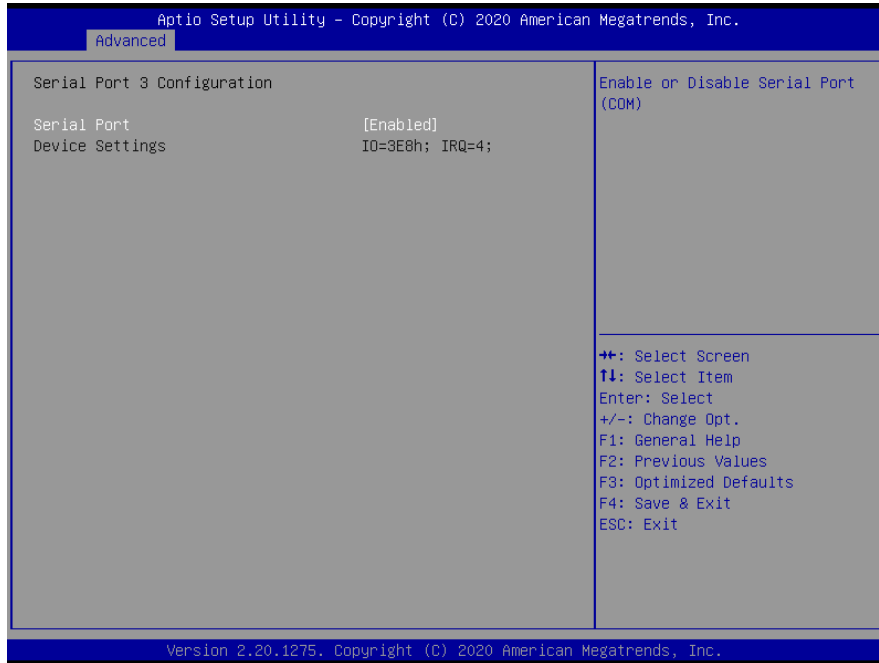 Aptio Setup Utility – Copyright (C) 2020 American Megatrends, Inc.
Advanced
Serial Port 3 Configuration
Serial Port [Enabled]
Device Settings IO=3E8h; IRQ=4;
Enable or Disable Serial Port
(COM)
→←: Select Screen
↑↓: Select Item
Enter: Select
+/-: Change Opt.
F1: General Help
F2: Previous Values
F3: Optimized Defaults
F4: Save & Exit
ESC: Exit
Version 2.20.1275. Copyright (C) 2020 American Megatrends, Inc.